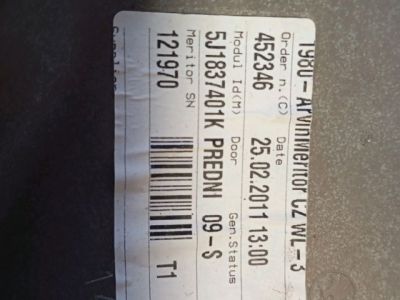 1980-ArvinMeritor CZ WL-3
Order n.(C) Date
452346 25.02.2011 13:00
Modul Id(M) Door Gen.Status
5J1837401K PREDNI 09-S
Meritor SN
121970 T1
Supplier